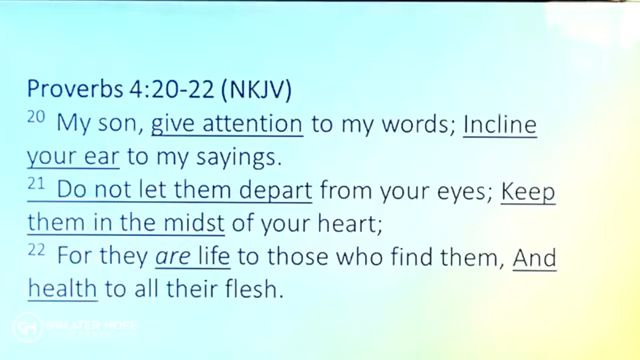 Proverbs 4:20-22 (NKJV)
20 My son, give attention to my words; Incline
your ear to my sayings.
21 Do not let them depart from your eyes; Keep
them in the midst of your heart;
22 For they are life to those who find them, And
health to all their flesh.
GREATER HOPE